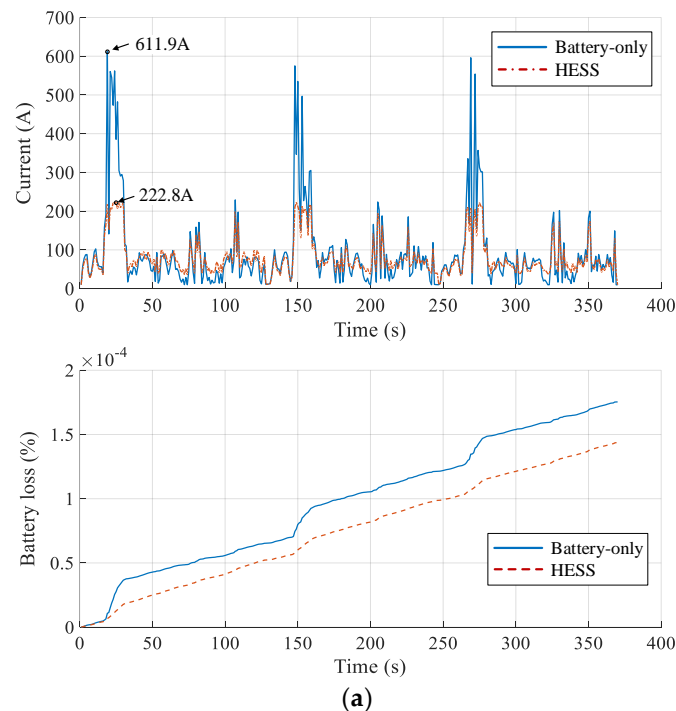 700
600
500
400
300
200
100
0
Current (A)
611.9A
222.8A
Battery-only
HESS
0 50 100 150 200 250 300 350 400
Time (s)
×10-4
2
1.5
1
0.5
0
Battery loss (%)
Battery-only
HESS
0 50 100 150 200 250 300 350 400
Time (s)
(a)